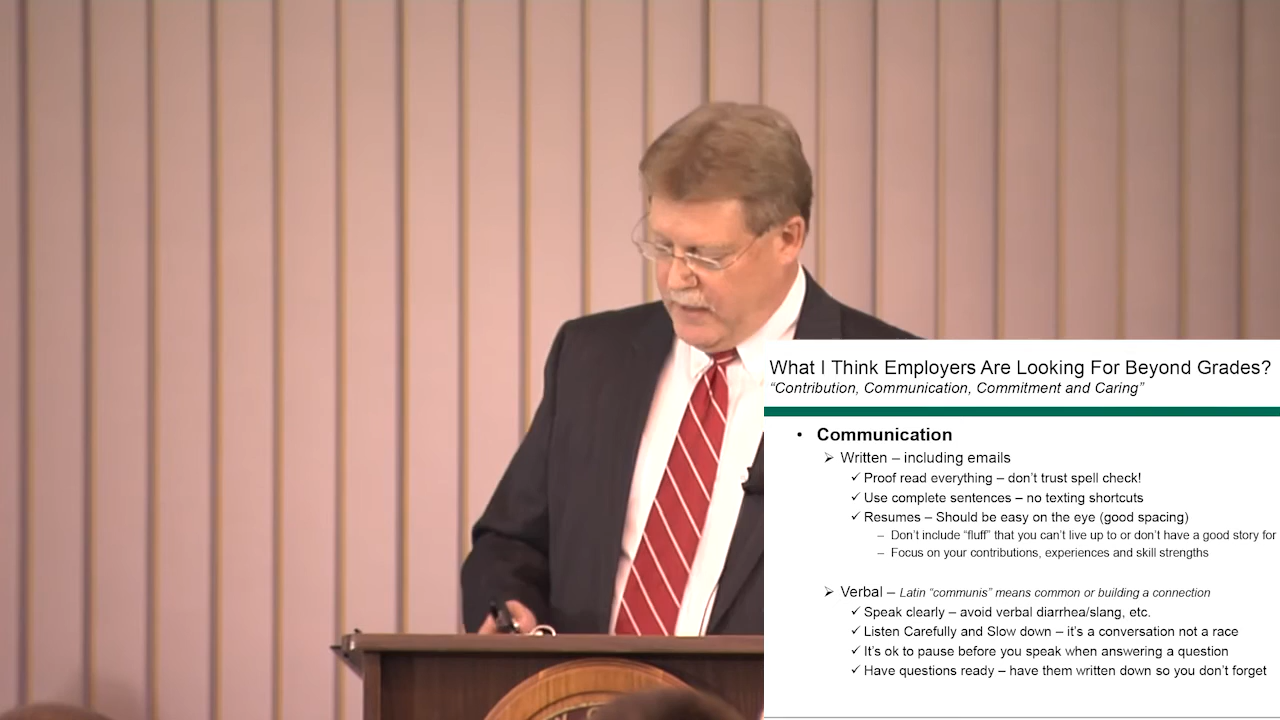 What I Think Employers Are Looking For Beyond Grades?
“Contribution, Communication, Commitment and Caring”
• Communication
➢ Written – including emails
✓ Proof read everything – don’t trust spell check!
✓ Use complete sentences – no texting shortcuts
✓ Resumes – Should be easy on the eye (good spacing)
– Don’t include “fluff” that you can’t live up to or don’t have a good story for
– Focus on your contributions, experiences and skill strengths
➢ Verbal – Latin “communis” means common or building a connection
✓ Speak clearly – avoid verbal diarrhea/slang, etc.
✓ Listen Carefully and Slow down – it’s a conversation not a race
✓ It’s ok to pause before you speak when answering a question
✓ Have questions ready – have them written down so you don’t forget